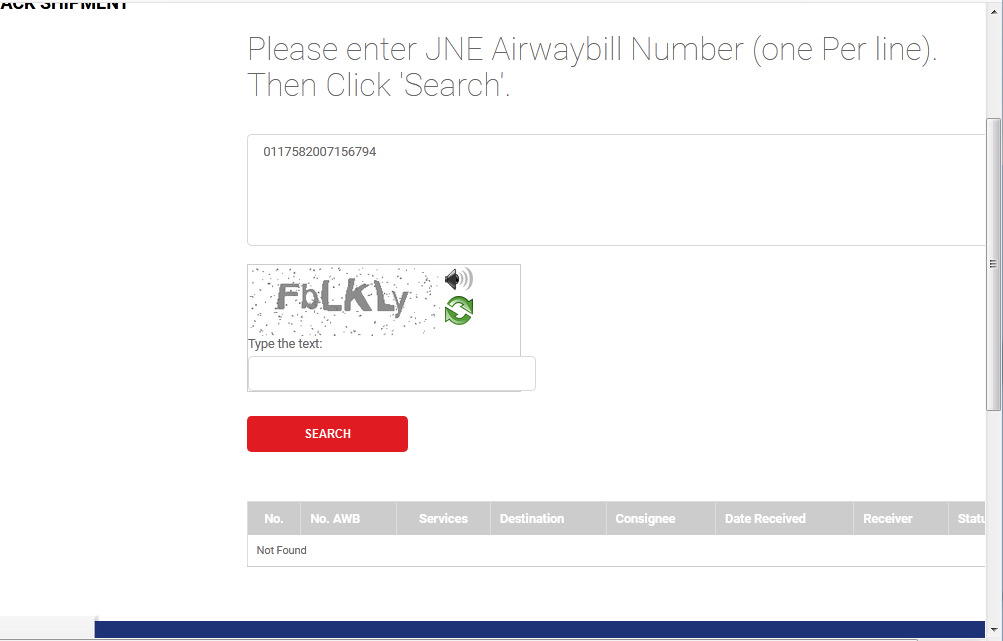 ACK SHIPMENT
Please enter JNE Airwaybill Number (one Per line).
Then Click 'Search'.
0117582007156794
FbLKLy
Type the text:
SEARCH
No. No. AWB Services Destination Consignee Date Received Receiver Statu
Not Found